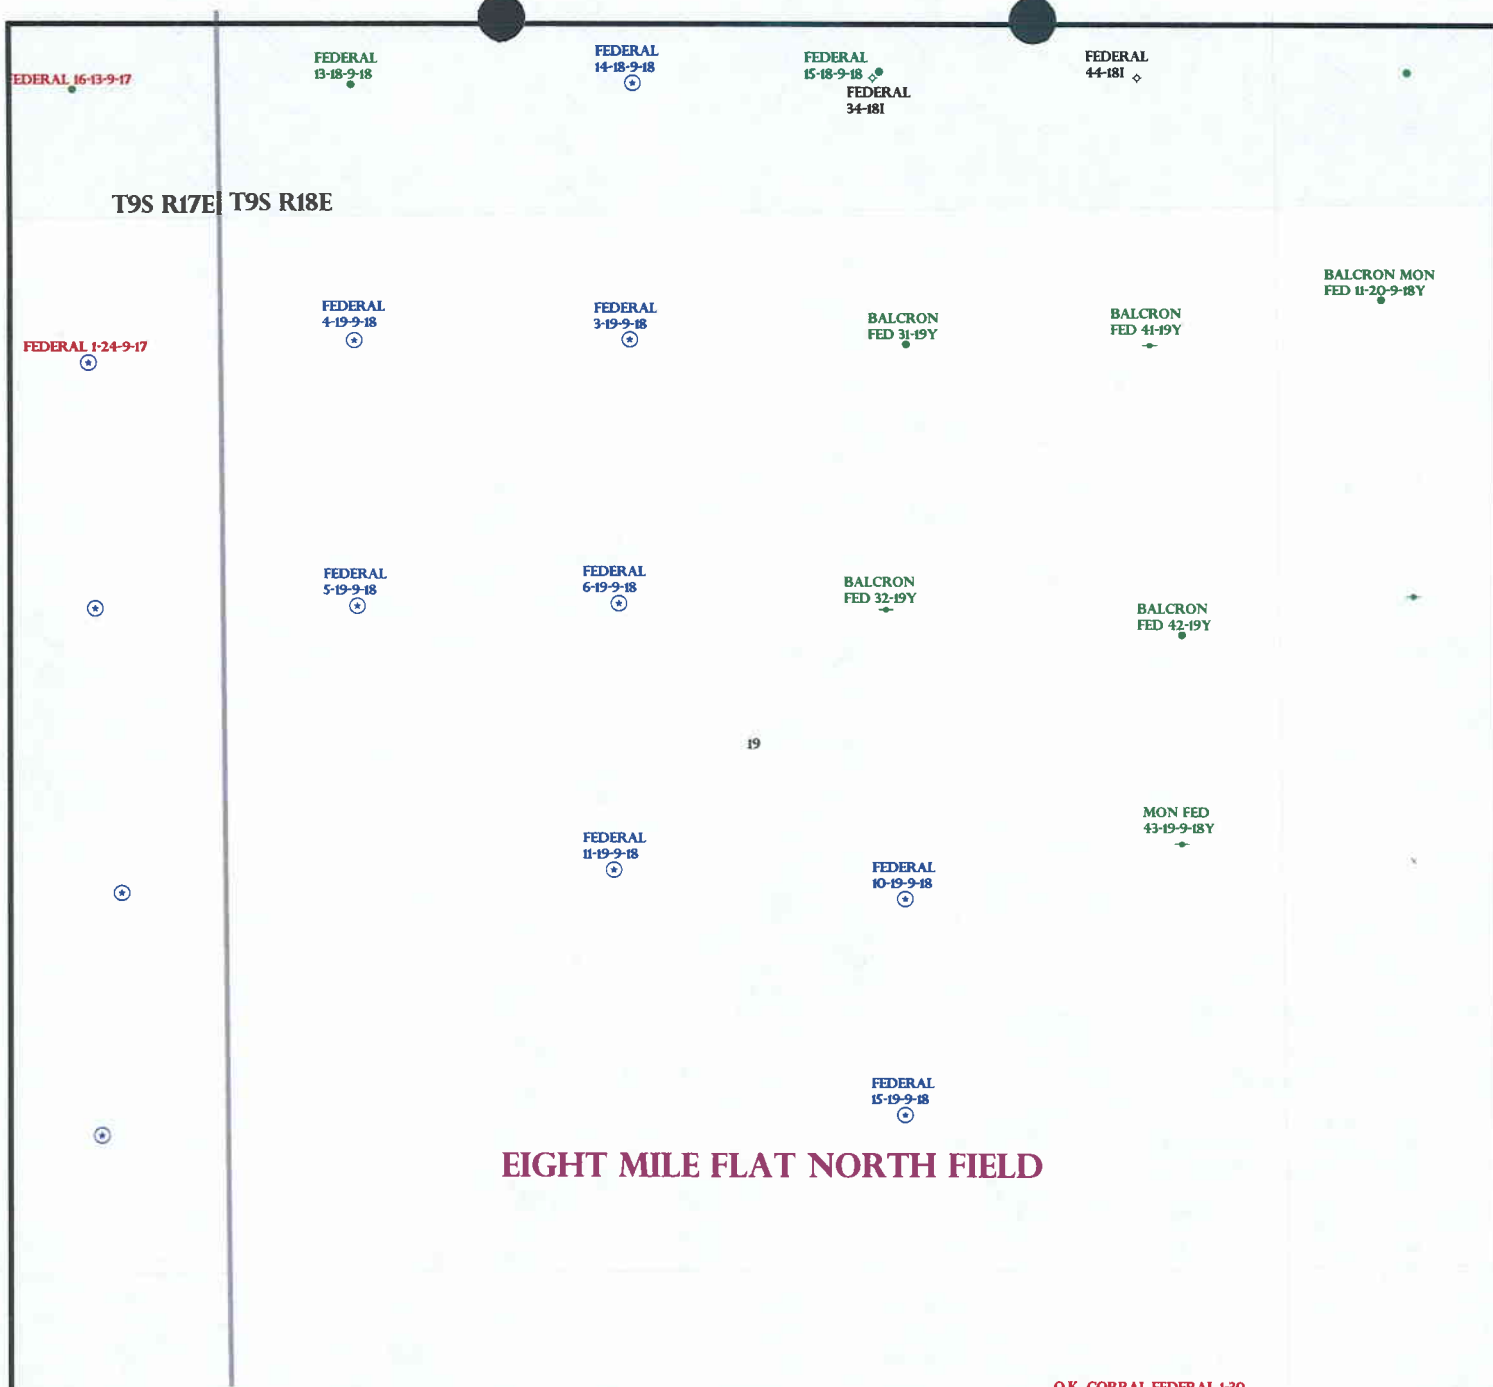 FEDERAL 16-13-9-17
FEDERAL
13-18-9-18
FEDERAL
14-18-9-18
FEDERAL
15-18-9-18
FEDERAL
34-18I
FEDERAL
44-18I
T9S R17E T9S R18E
BALCRON MON
FED 11-20-9-18Y
FEDERAL 1-24-9-17
FEDERAL
4-19-9-18
FEDERAL
3-19-9-18
BALCRON
FED 31-19Y
BALCRON
FED 41-19Y
FEDERAL
5-19-9-18
FEDERAL
6-19-9-18
BALCRON
FED 32-19Y
BALCRON
FED 42-19Y
19
MON FED
43-19-9-18Y
FEDERAL
11-19-9-18
FEDERAL
10-19-9-18
FEDERAL
15-19-9-18
EIGHT MILE FLAT NORTH FIELD
O.K. CORRAL FEDERAL 1-30